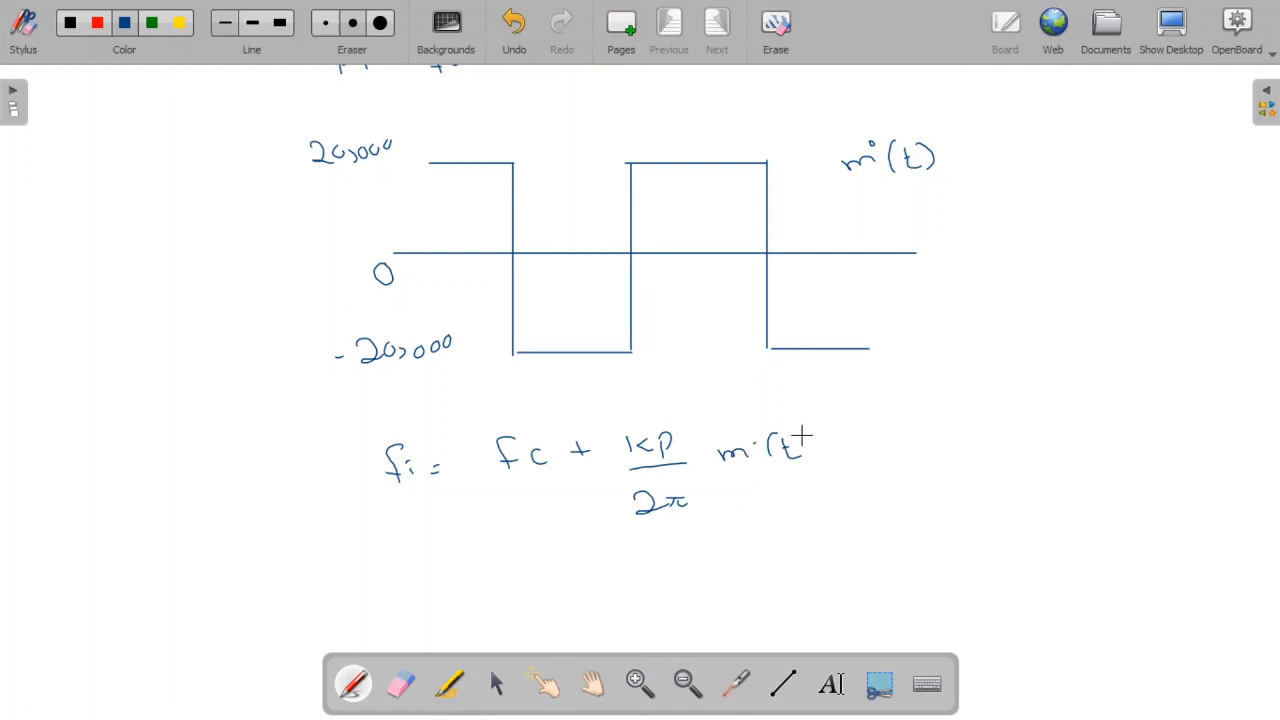 Stylus
Color
Line
Eraser
Backgrounds
Undo
Redo
Pages
Previous
Next
Erase
Board
Web
Documents
Show Desktop
OpenBoard
20,000
ṁ(t)
0
-20,000
fi = fc + kp/2π ṁ(t